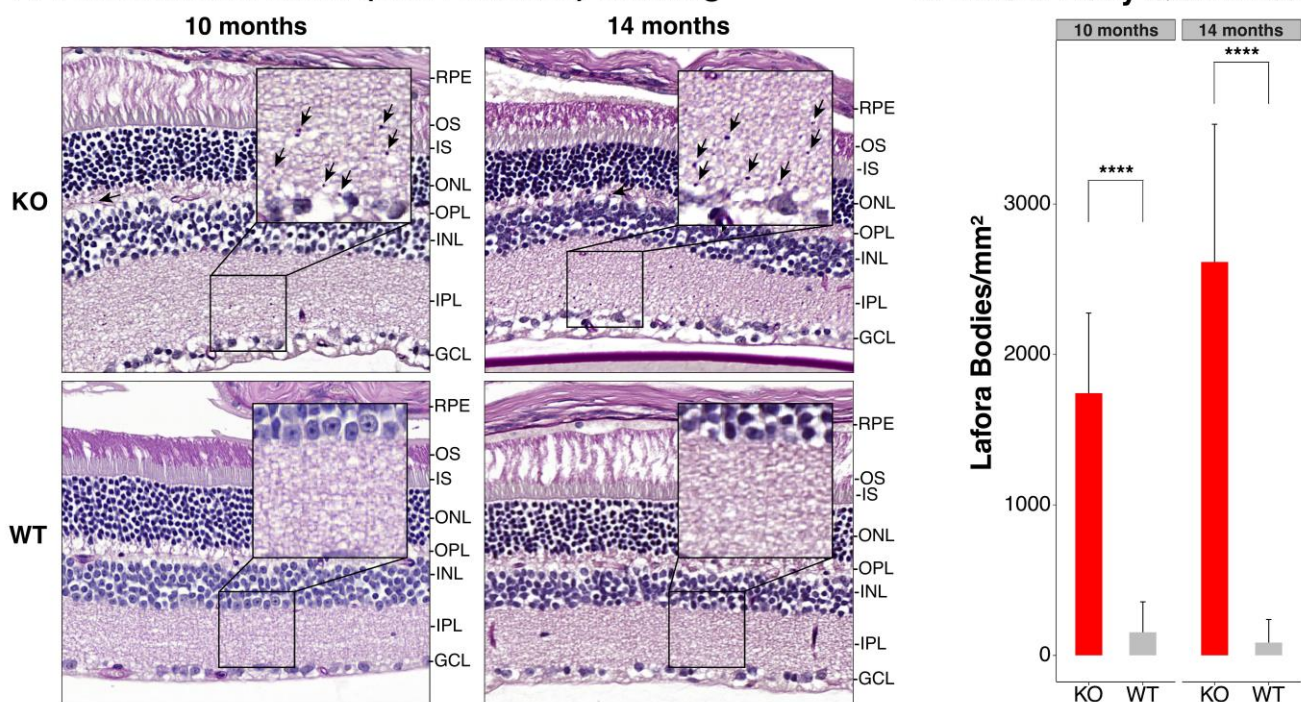 10 months
14 months
KO
RPE
OS
IS
ONL
OPL
INL
IPL
GCL
RPE
OS
IS
ONL
OPL
INL
IPL
GCL
WT
RPE
OS
IS
ONL
OPL
INL
IPL
GCL
RPE
OS
IS
ONL
OPL
INL
IPL
GCL
10 months
14 months
****
****
Lafora Bodies/mm²
3000
2000
1000
0
KO WT KO WT